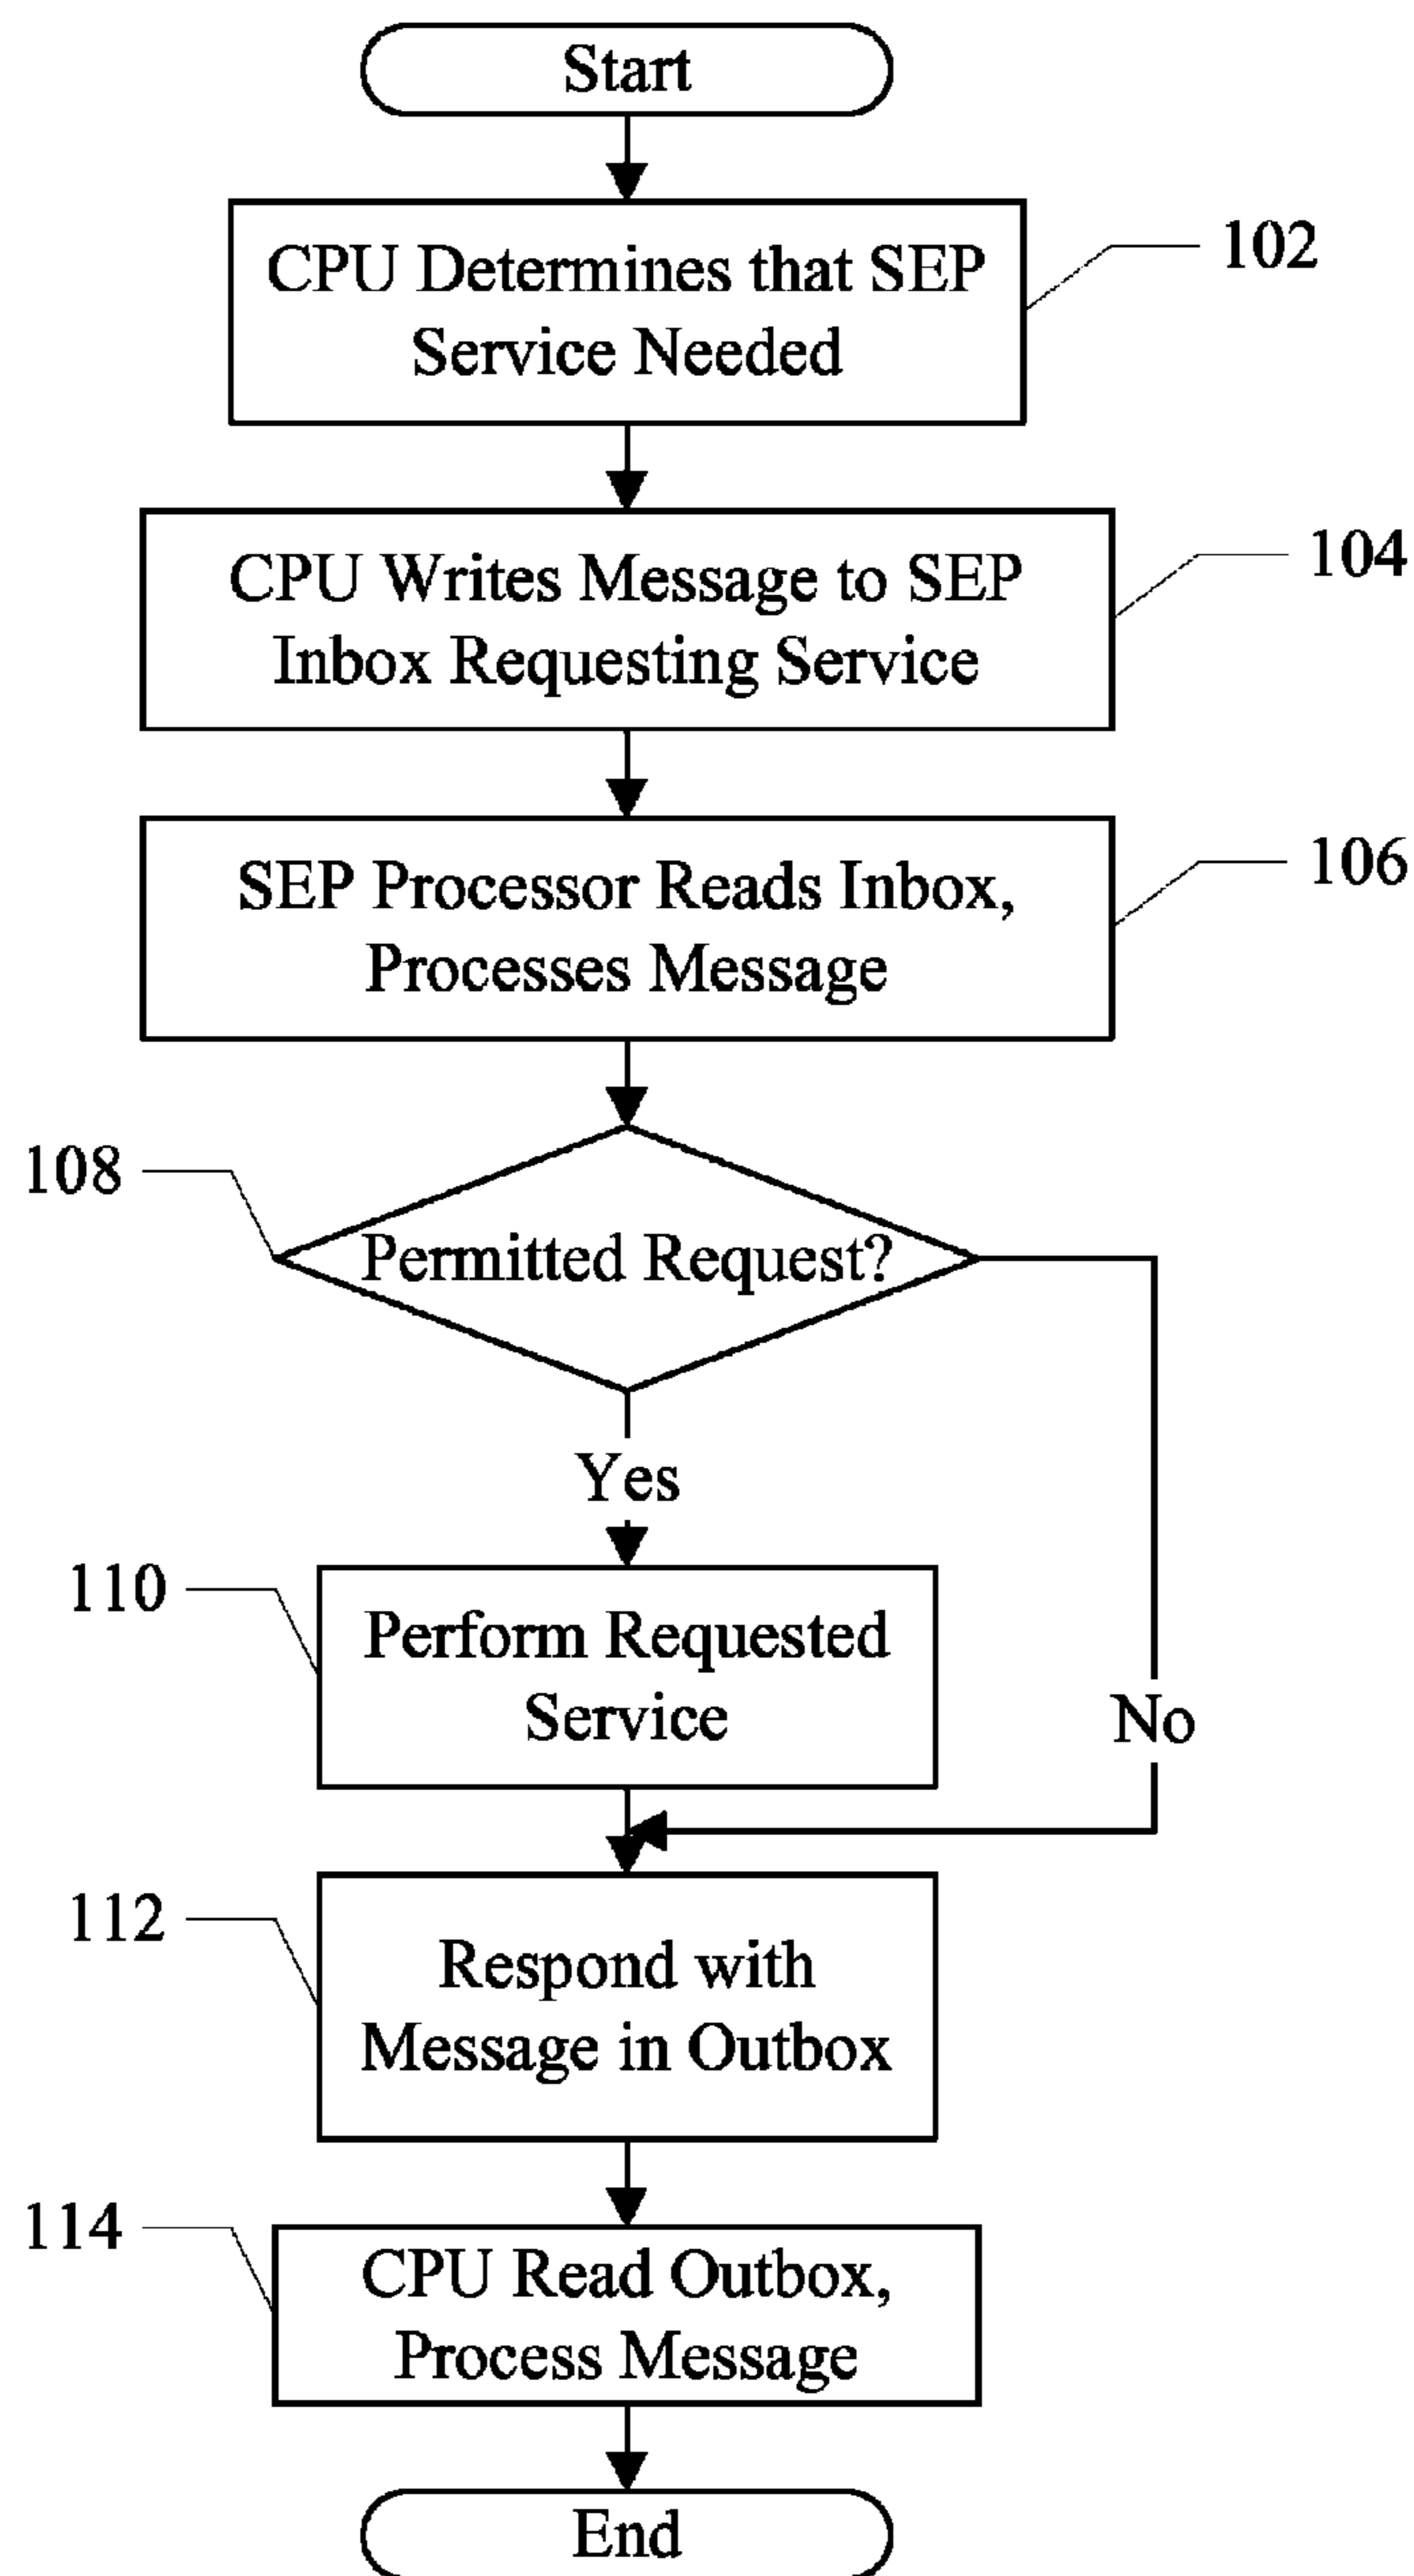 Start
CPU Determines that SEP
Service Needed
102
CPU Writes Message to SEP
Inbox Requesting Service
104
SEP Processor Reads Inbox,
Processes Message
106
108
Permitted Request?
Yes
110
Perform Requested
Service
No
112
Respond with
Message in Outbox
114
CPU Read Outbox,
Process Message
End